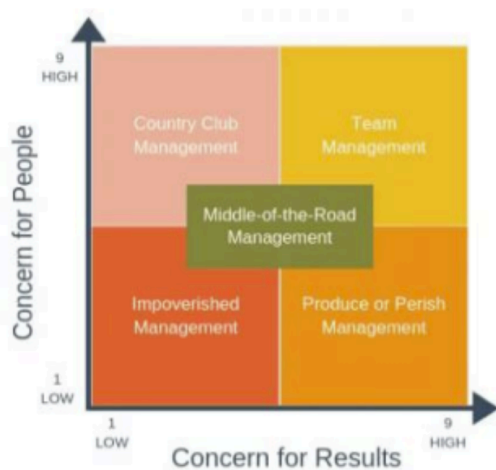 9
HIGH
Country Club
Management
Team
Management
Concern for People
Middle-of-the-Road
Management
Impoverished
Management
Produce or Perish
Management
1
LOW
1
LOW
9
HIGH
Concern for Results